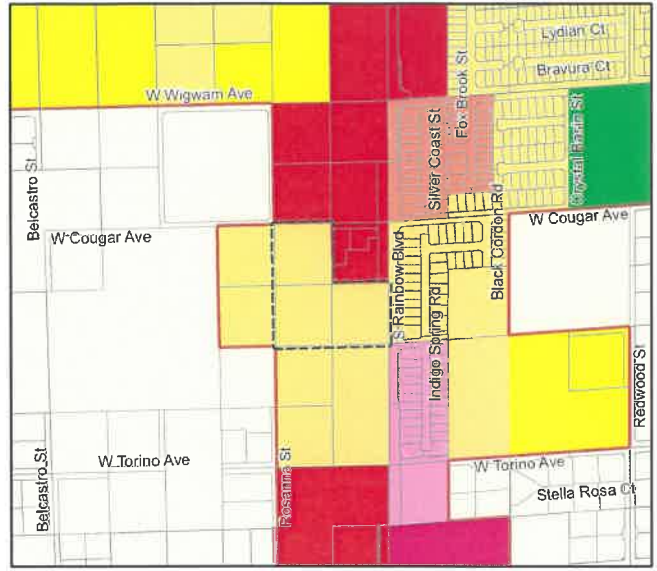 Lydian Ct
Bravura Ct
Fox Brook St
W Wigwam Ave
Crystal Basin St
Silver Coast St
Belcastro St
W Cougar Ave
W Cougar Ave
Black Cordon Rd
S Rainbow Blvd
Indigo Spring Rd
Redwood St
W Torino Ave
W Torino Ave
Belcastro St
Rosanna St
Stella Rosa Ct